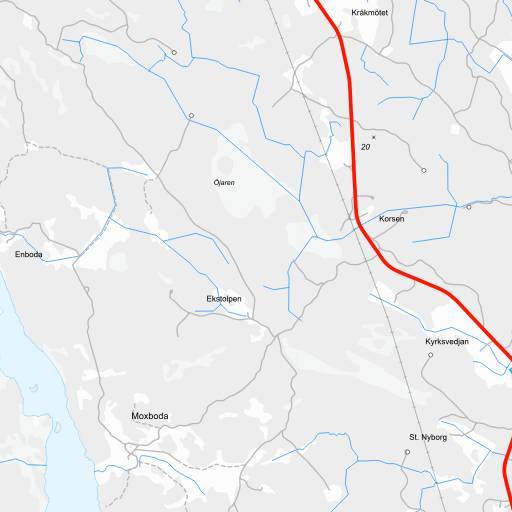 Kråkmötet
20
Öjaren
Korsen
Enboda
Ekstolpen
Kyrksvedjan
Moxboda
St. Nyborg